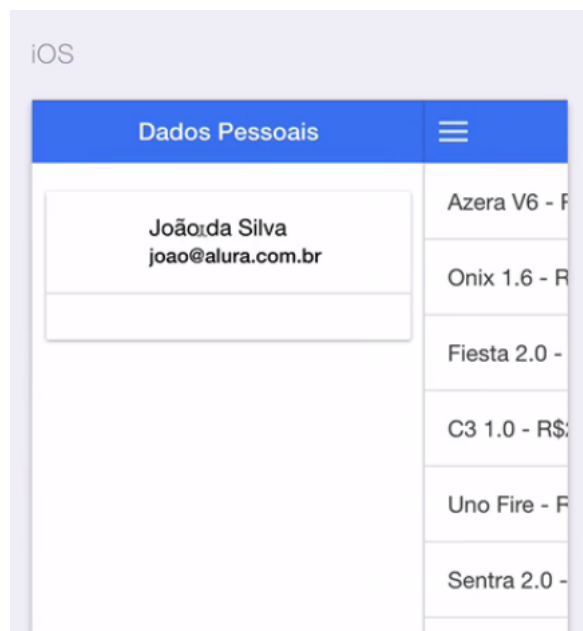 iOS
Dados Pessoais
João da Silva
joao@alura.com.br
Azera V6 -
Onix 1.6 - R
Fiesta 2.0 -
C3 1.0 - R$
Uno Fire -
Sentra 2.0 -